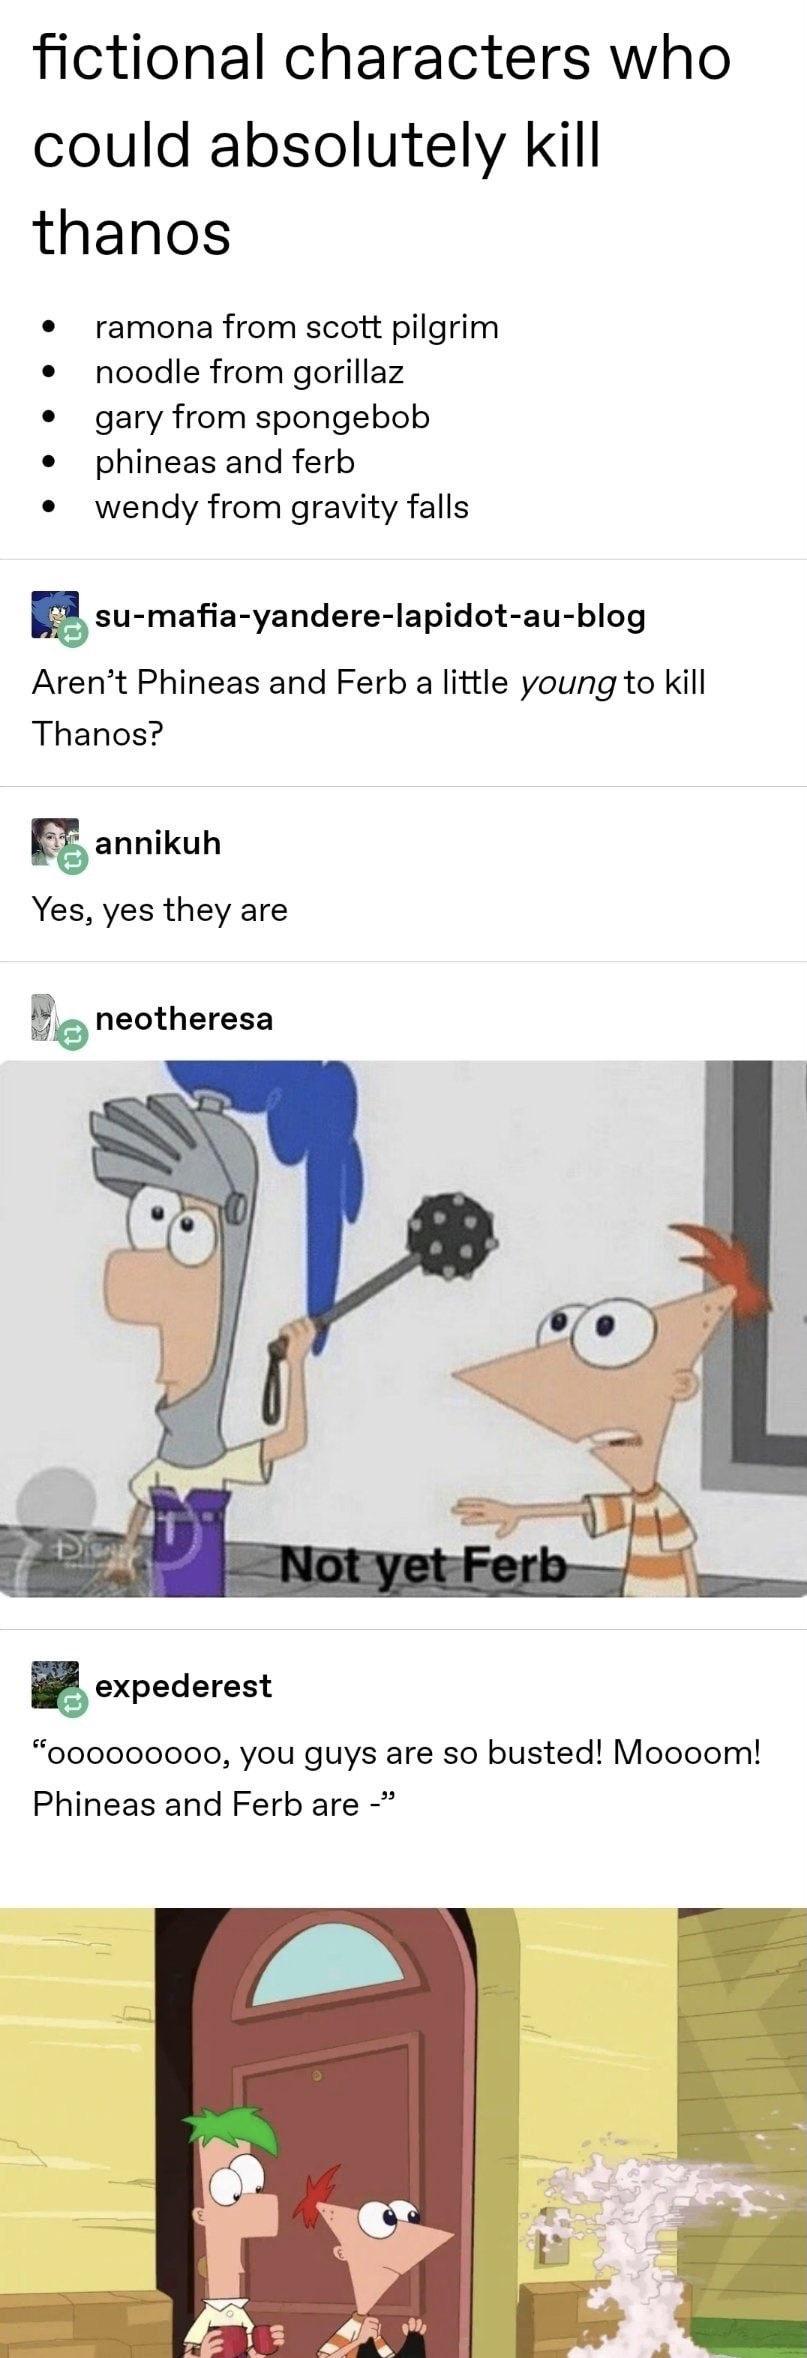 fictional characters who
could absolutely kill
thanos
• ramona from scott pilgrim
• noodle from gorillaz
• gary from spongebob
• phineas and ferb
• wendy from gravity falls
su-mafia-yandere-lapidot-au-blog
Aren’t Phineas and Ferb a little young to kill
Thanos?
annikuh
Yes, yes they are
neotheresa
Disney
Not yet Ferb
expederest
“ooooooooo, you guys are so busted! Moooom!
Phineas and Ferb are -”